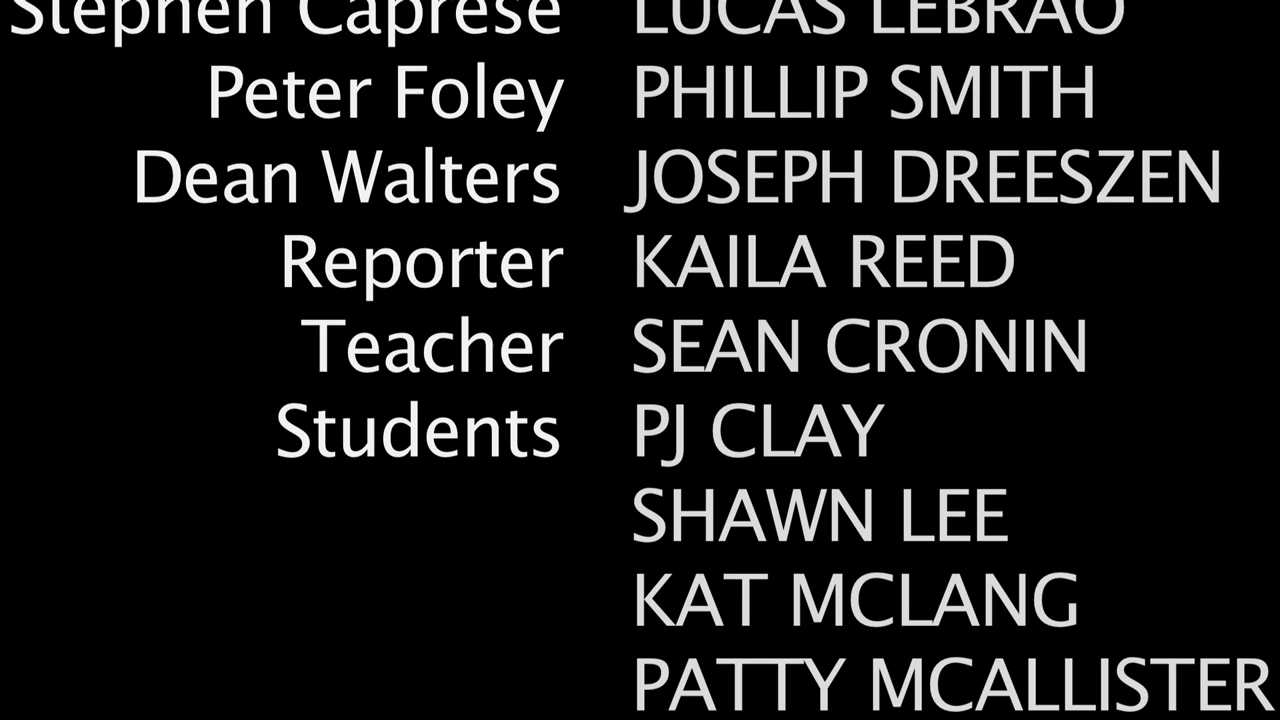 Stephen Caprese LUCAS LEBRAO
Peter Foley PHILLIP SMITH
Dean Walters JOSEPH DREESZEN
Reporter KAILA REED
Teacher SEAN CRONIN
Students PJ CLAY
SHAWN LEE
KAT MCLANG
PATTY MCALLISTER